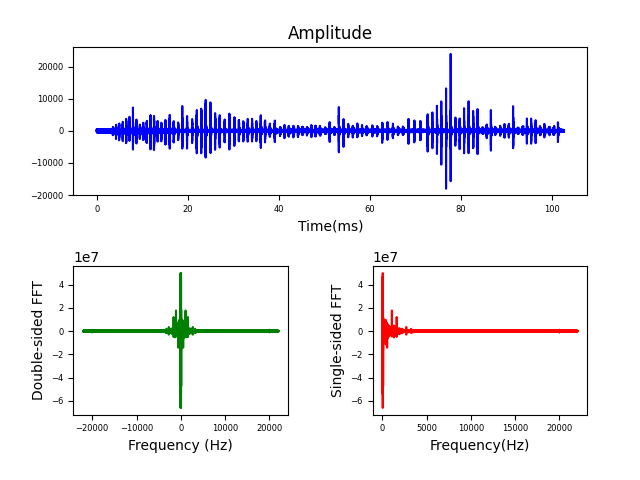 Amplitude
20000
10000
0
−10000
−20000
0 20 40 60 80 100
Time(ms)
1e7
4
2
0
−2
−4
−6
Double-sided FFT
−20000 −10000 0 10000 20000
Frequency (Hz)
1e7
4
2
0
−2
−4
−6
Single-sided FFT
0 5000 10000 15000 20000
Frequency(Hz)